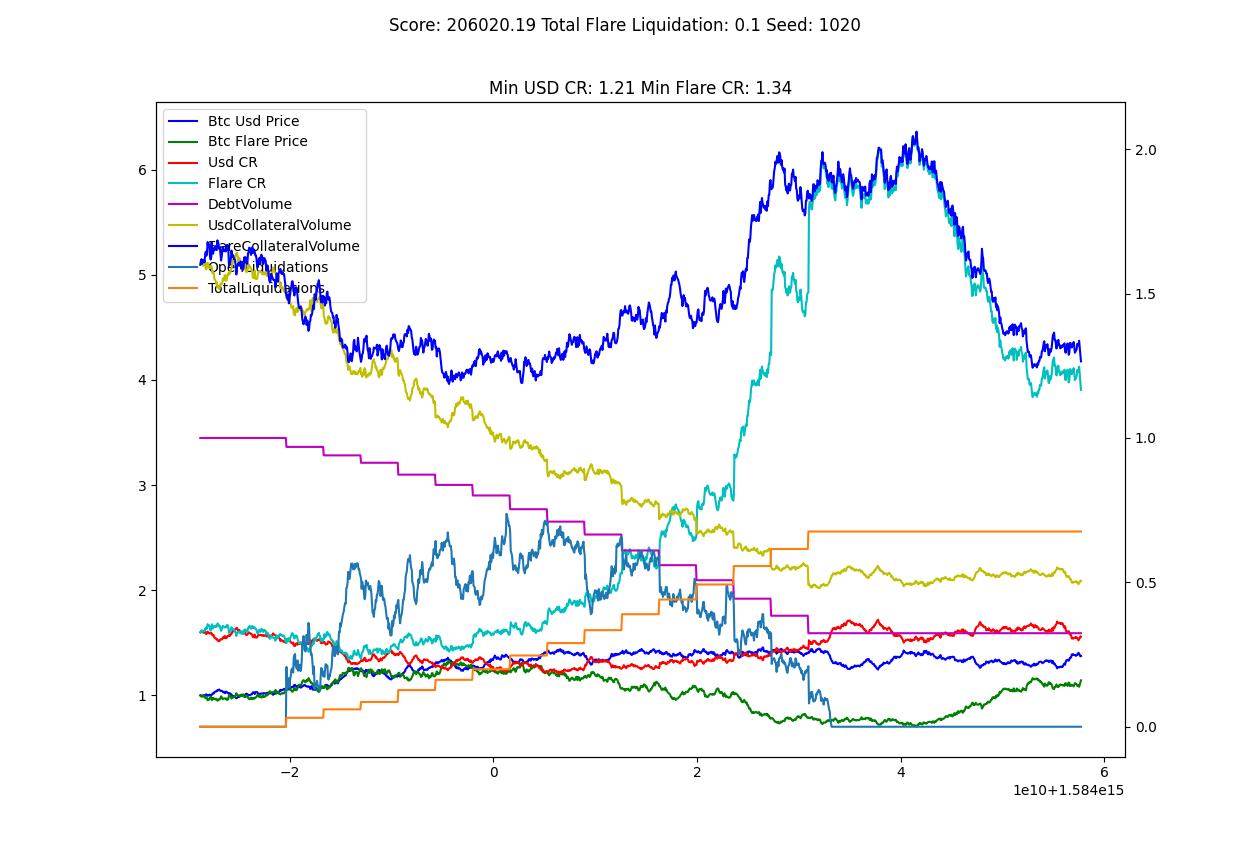 Score: 206020.19 Total Flare Liquidation: 0.1 Seed: 1020
Min USD CR: 1.21 Min Flare CR: 1.34
Btc Usd Price
Btc Flare Price
Usd CR
Flare CR
DebtVolume
UsdCollateralVolume
FlareCollateralVolume
OpenLiquidations
TotalLiquidations
6
5
4
3
2
1
2.0
1.5
1.0
0.5
0.0
−2
0
2
4
6
1e10+1.584e15